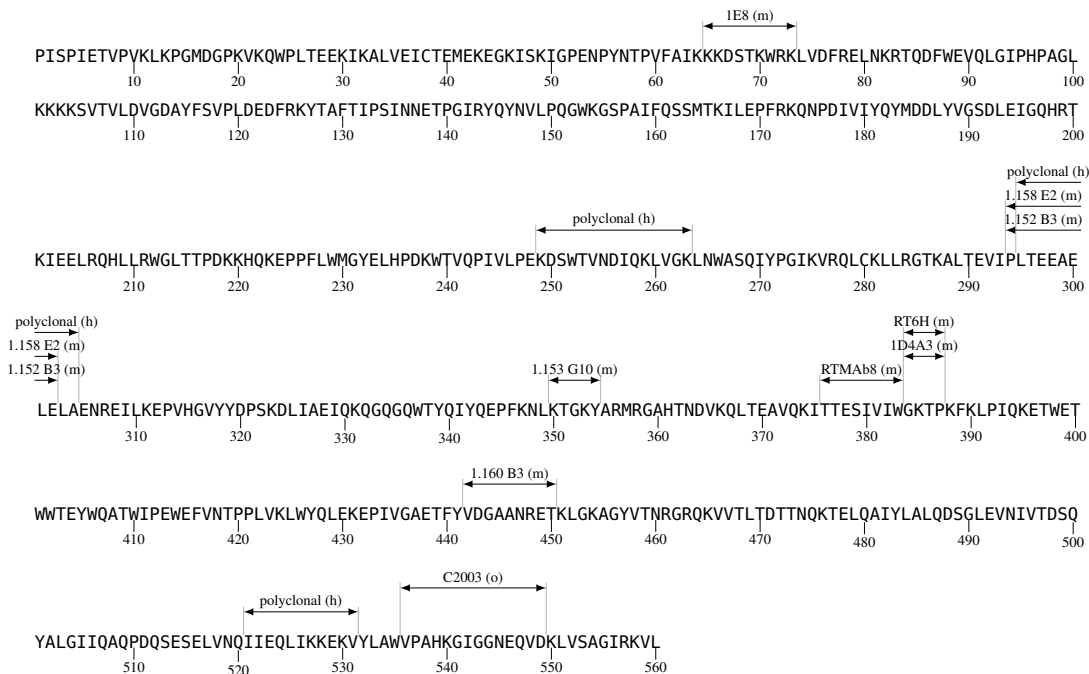 1E8 (m)
PISPIETVPVKLKPGMDGPKVKQWPLTEEKIKALVEICTEMEKEGKISKIGPENPYNTPVFAIKKKDSTKWRKLVDFRELNKRTQDFWEVQLGIPHPAGL
10 20 30 40 50 60 70 80 90 100
KKKKSVTVLDVGDAYFSVPLDEDFRKYTAFTIPSINNETPGIRYQYNVLPQGWKGSPAIFQSSMTKILEPFRKQNPDIVIYQYMDDLYVGSDLEIGQHRT
110 120 130 140 150 160 170 180 190 200
polyclonal (h)
1.158 E2 (m)
polyclonal (h) 1.152 B3 (m)
KIEELRQHLLRWGLTTPDKKHQKEPPFLWMGYELHPDKWTVQPIVLPEKDSWTVNDIQKLVGKLNWASQIYPGIKVRQLCKLLRGTKALTEVIPLTEEAE
210 220 230 240 250 260 270 280 290 300
polyclonal (h) RT6H (m)
1.158 E2 (m) 1D4A3 (m)
1.152 B3 (m) 1.153 G10 (m) RTMAb8 (m)
LELAENREILKEPVHGVYYDPSKDLIAEIQKQGQGQWTYQIYQEPFKNLKTGKYARMRGAHTNDVKQLTEAVQKITTESIVIWGKTPKFKLPIQKETWET
310 320 330 340 350 360 370 380 390 400
1.160 B3 (m)
WWTEYWQATWIPEWEFVNTPPLVKLWYQLEKEPIVGAETFYVDGAANRETKLGKAGYVTNRGRQKVVTLTDTTNQKTELQAIYLALQDSGLEVNIVTDSQ
410 420 430 440 450 460 470 480 490 500
C2003 (o)
polyclonal (h)
YALGIIQAQPDQSESELVNQIIEQLIKKEKVYLAWVPAHKGIGGNEQVDKLVSAGIRKVL
510 520 530 540 550 560